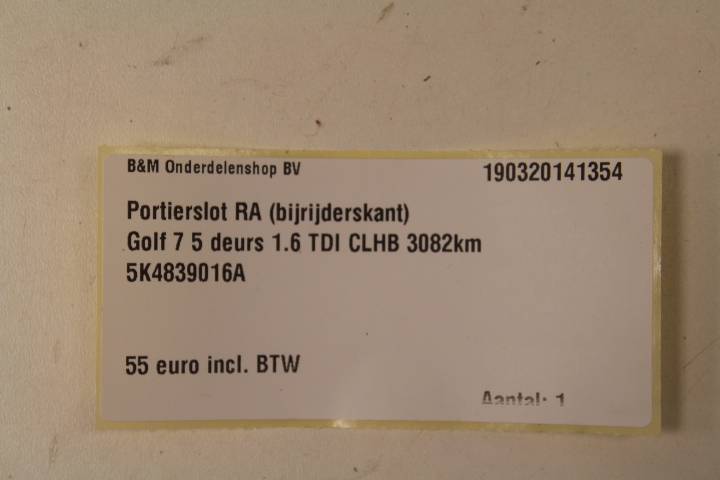 B&M Onderdelenshop BV 190320141354
Portierslot RA (bijrijderskant)
Golf 7 5 deurs 1.6 TDI CLHB 3082km
5K4839016A
55 euro incl. BTW
Aantal: 1